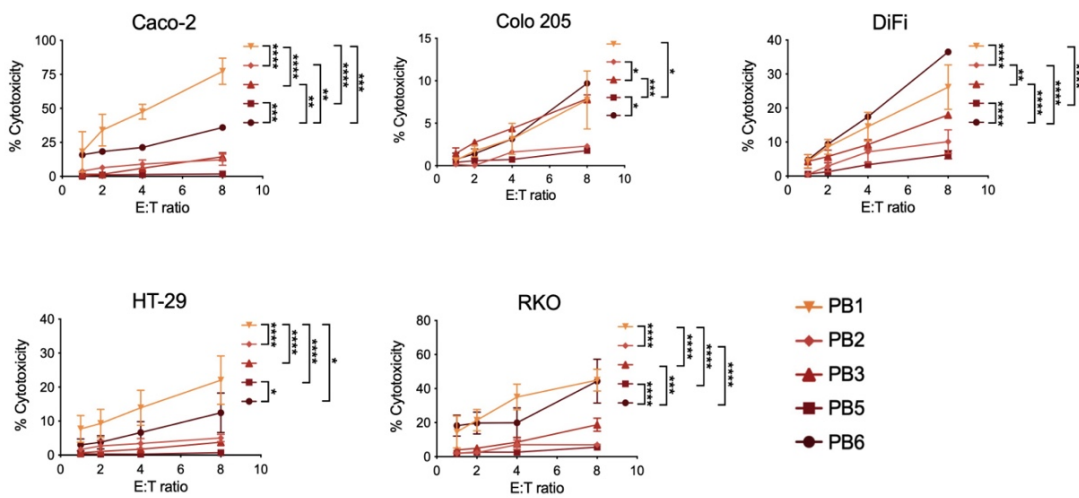 Caco-2
% Cytotoxicity
100
75
50
25
0
0 2 4 6 8 10
E:T ratio
**** **** ** ** **** *** ***
Colo 205
% Cytotoxicity
15
10
5
0
0 2 4 6 8 10
E:T ratio
* * *** *
DiFi
% Cytotoxicity
40
30
20
10
0
0 2 4 6 8 10
E:T ratio
**** **** ** **** **** ****
HT-29
% Cytotoxicity
40
30
20
10
0
0 2 4 6 8 10
E:T ratio
**** * **** **** *
RKO
% Cytotoxicity
80
60
40
20
0
0 2 4 6 8 10
E:T ratio
**** **** *** **** **** ****
PB1
PB2
PB3
PB5
PB6